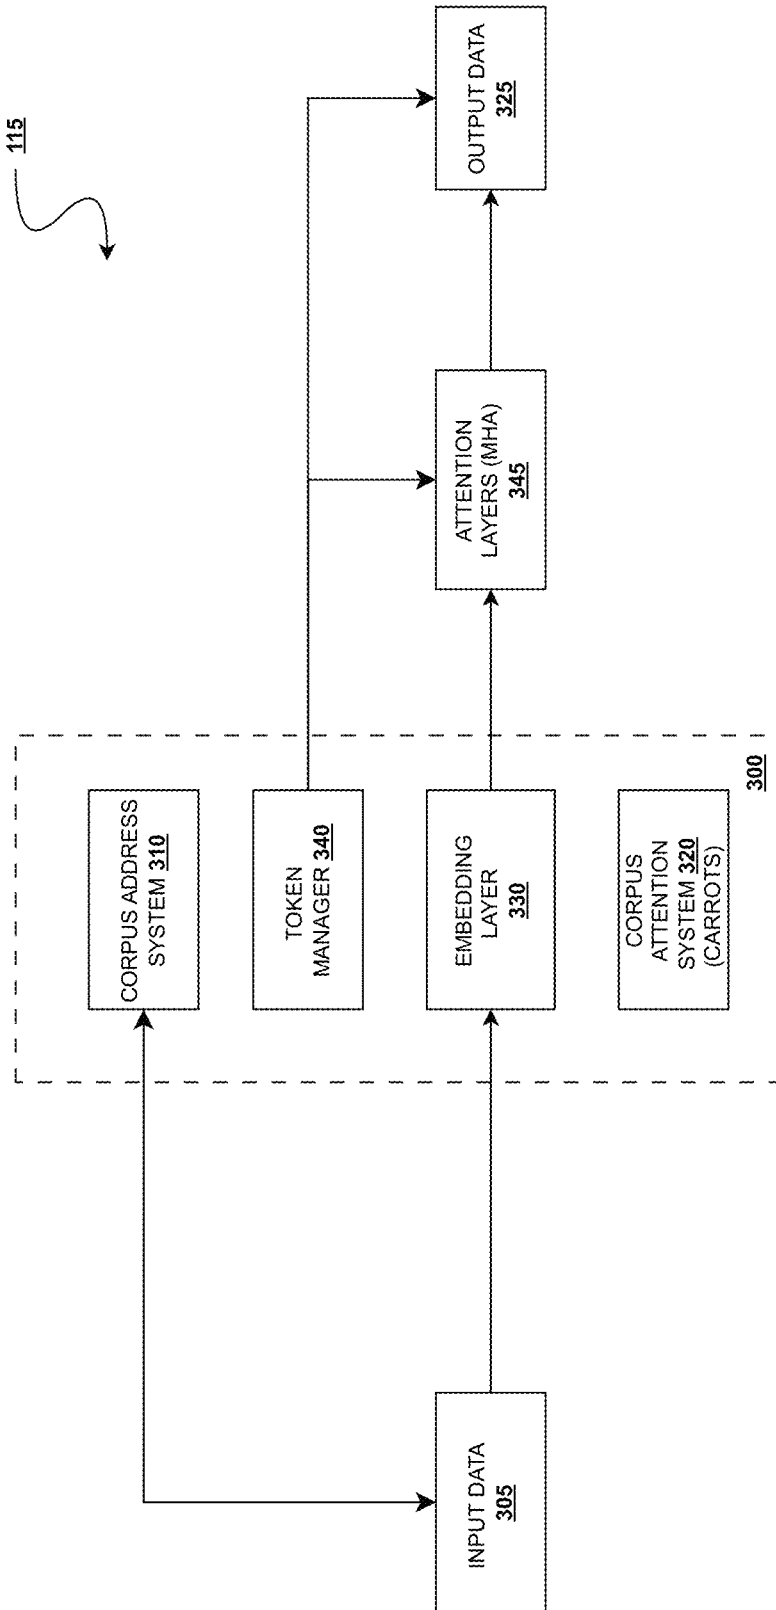 115
CORPUS ADDRESS
SYSTEM 310
TOKEN
MANAGER 340
INPUT DATA
305
EMBEDDING
LAYER
330
ATTENTION
LAYERS (MHA)
345
OUTPUT DATA
325
CORPUS
ATTENTION
SYSTEM 320
(CARROTS)
300